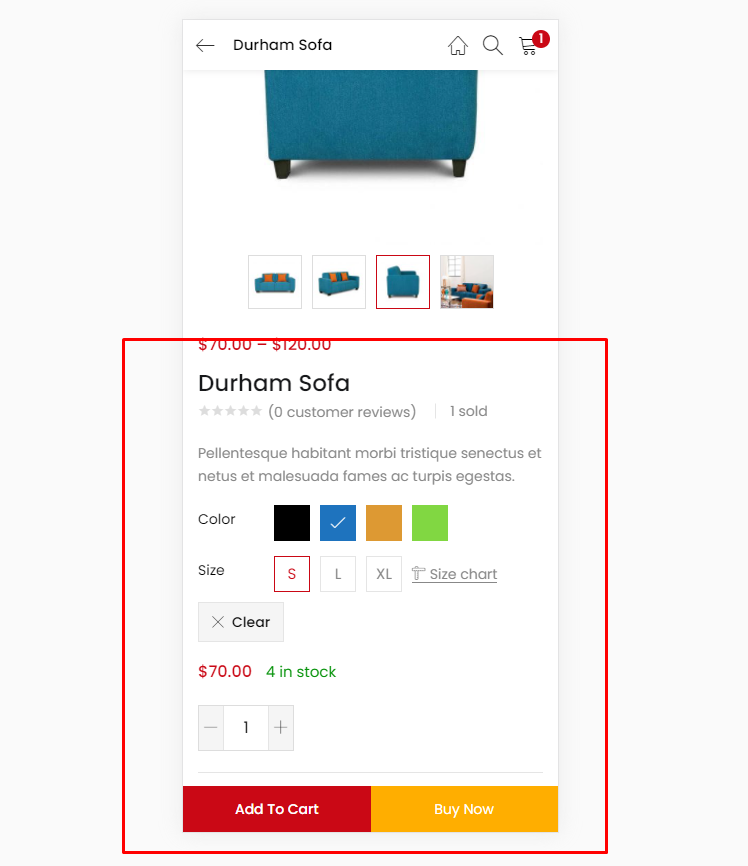 Durham Sofa
1
$70.00 – $120.00
Durham Sofa
(0 customer reviews) 1 sold
Pellentesque habitant morbi tristique senectus et
netus et malesuada fames ac turpis egestas.
Color
Size S L XL Size chart
Clear
$70.00 4 in stock
1
Add To Cart Buy Now